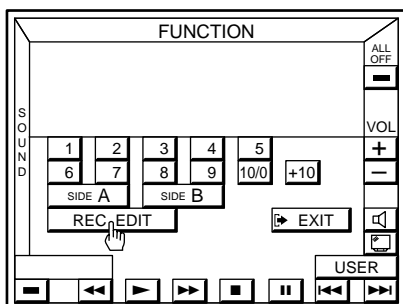 FUNCTION
ALL
OFF
SOUND
VOL
1 2 3 4 5
+
6 7 8 9 10/0 +10
−
SIDE A SIDE B
REC EDIT EXIT
USER